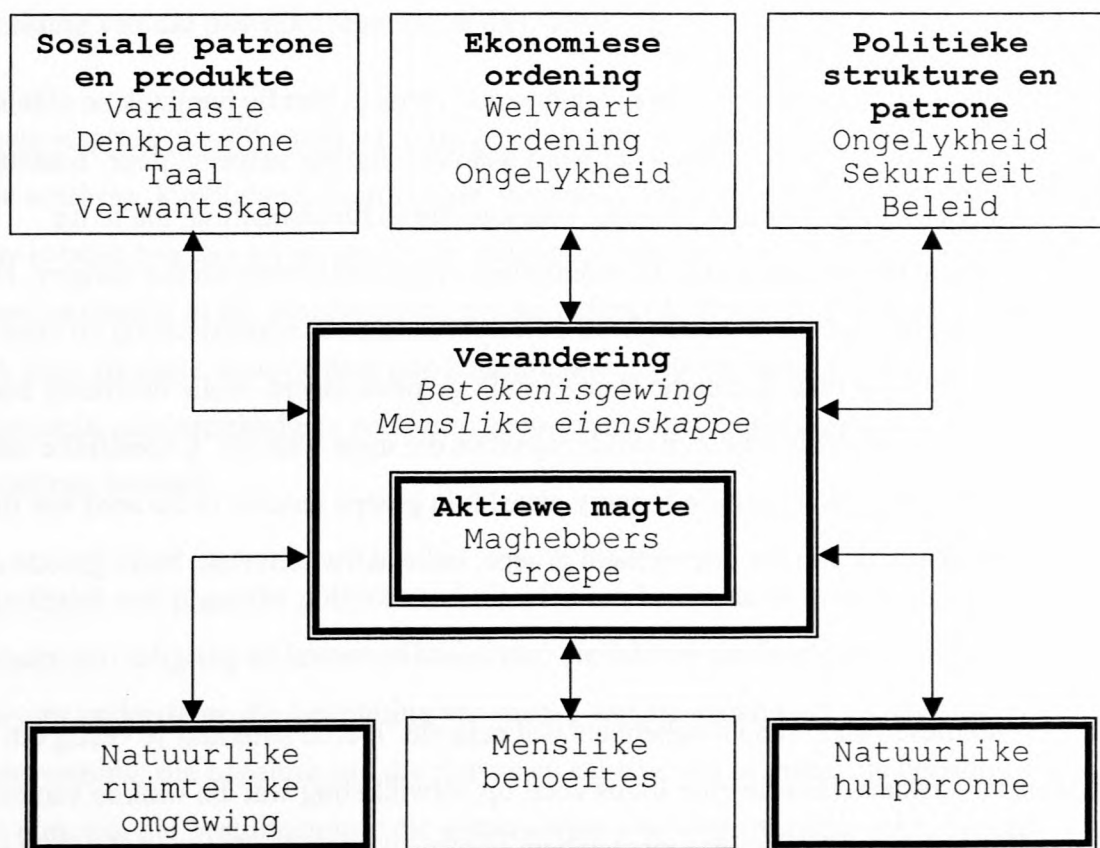 Sosiale patrone
en produkte
Variasie
Denkpatrone
Taal
Verwantskap
Ekonomiese
ordening
Welvaart
Ordening
Ongelykheid
Politieke
strukture en
patrone
Ongelykheid
Sekuriteit
Beleid
Verandering
Betekenisgewing
Menslike eienskappe
Aktiewe magte
Maghebbers
Groepe
Natuurlike
ruimtelike
omgewing
Menslike
behoeftes
Natuurlike
hulpbronne